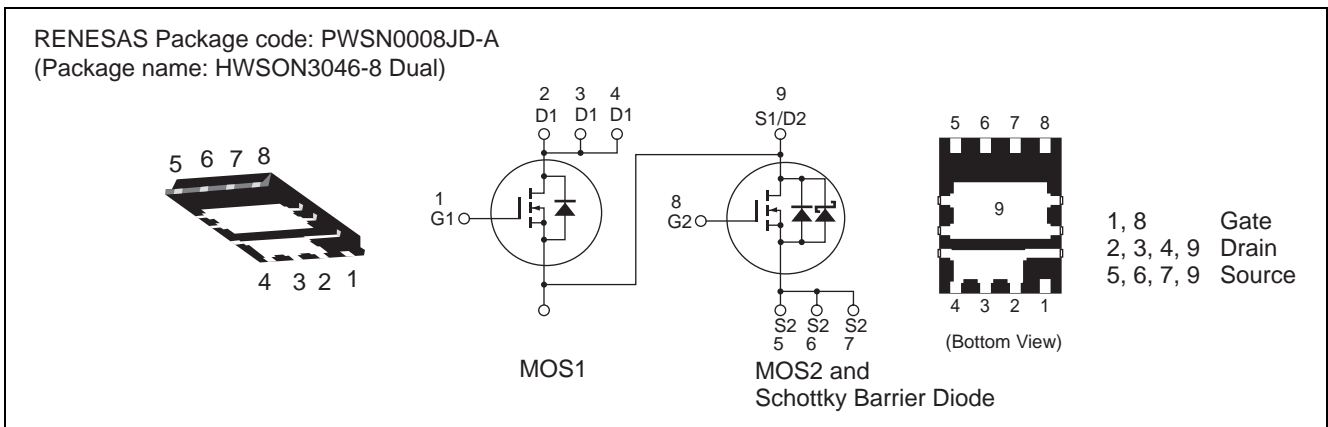 RENESAS Package code: PWSN0008JD-A
(Package name: HWSON3046-8 Dual)
5 6 7 8
4 3 2 1
2 3 4
D1 D1 D1
1
G1
MOS1
9
S1/D2
8
G2
S2 S2 S2
5 6 7
MOS2 and
Schottky Barrier Diode
5 6 7 8
9
4 3 2 1
(Bottom View)
1, 8 Gate
2, 3, 4, 9 Drain
5, 6, 7, 9 Source